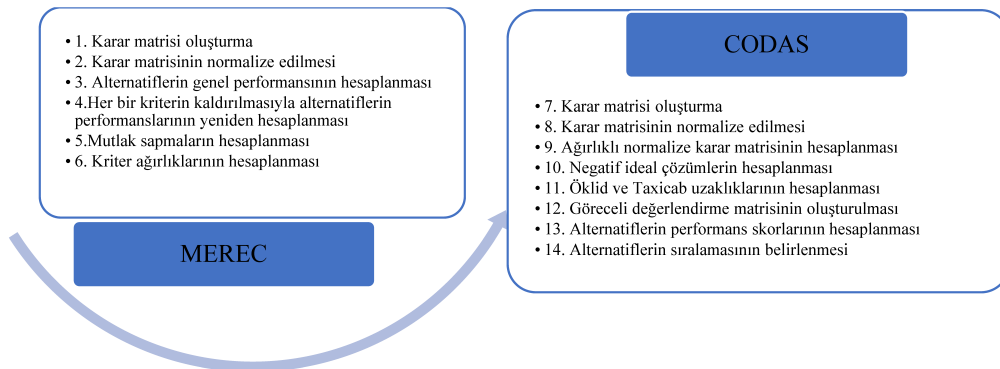 • 1. Karar matrisi oluşturma
• 2. Karar matrisinin normalize edilmesi
• 3. Alternatiflerin genel performansının hesaplanması
• 4.Her bir kriterin kaldırılmasıyla alternatiflerin
performanslarının yeniden hesaplanması
• 5.Mutlak sapmaların hesaplanması
• 6. Kriter ağırlıklarının hesaplanması
MEREC
CODAS
• 7. Karar matrisi oluşturma
• 8. Karar matrisinin normalize edilmesi
• 9. Ağırlıklı normalize karar matrisinin hesaplanması
• 10. Negatif ideal çözümlerin hesaplanması
• 11. Öklid ve Taxicab uzaklıklarının hesaplanması
• 12. Göreceli değerlendirme matrisinin oluşturulması
• 13. Alternatiflerin performans skorlarının hesaplanması
• 14. Alternatiflerin sıralamasının belirlenmesi